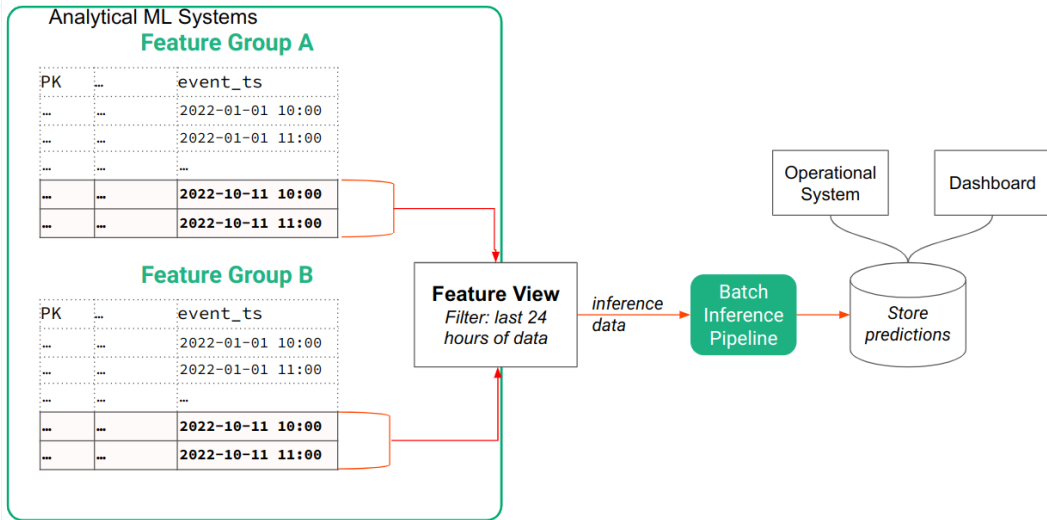 Analytical ML Systems
Feature Group A
PK … event_ts
… … 2022-01-01 10:00
… … 2022-01-01 11:00
… … …
… … 2022-10-11 10:00
… … 2022-10-11 11:00
Feature Group B
PK … event_ts
… … 2022-01-01 10:00
… … 2022-01-01 11:00
… … …
… … 2022-10-11 10:00
… … 2022-10-11 11:00
Feature View
Filter: last 24
hours of data
inference
data
Batch
Inference
Pipeline
Operational
System
Dashboard
Store
predictions